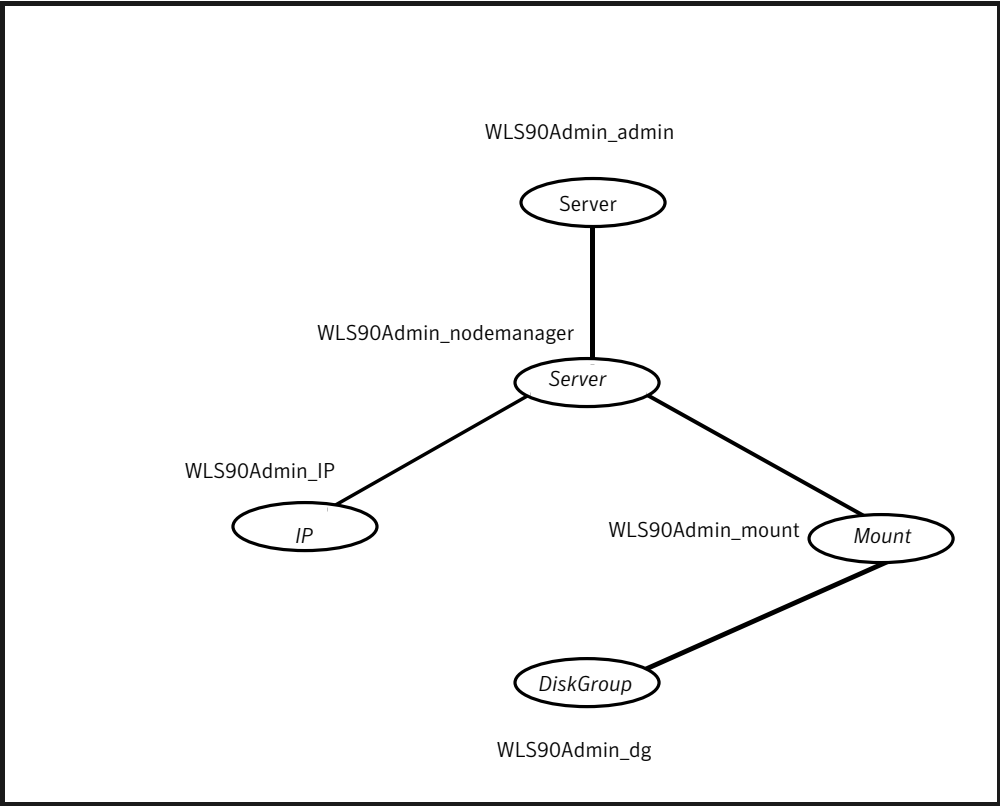 WLS90Admin_admin
Server
WLS90Admin_nodemanager
Server
WLS90Admin_IP
IP
WLS90Admin_mount
Mount
DiskGroup
WLS90Admin_dg